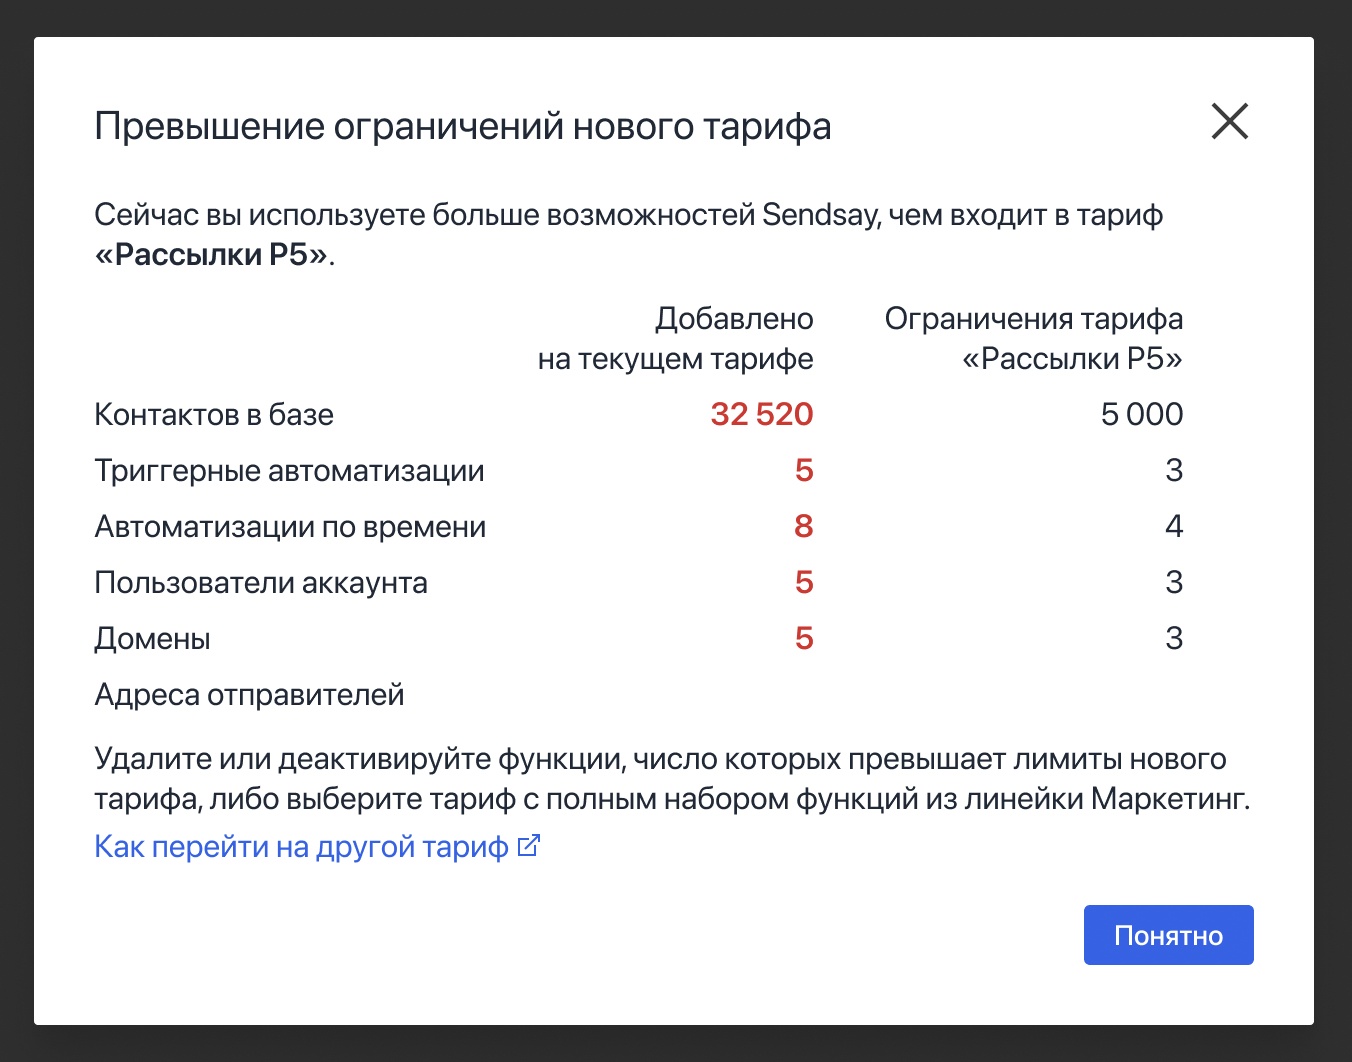 Превышение ограничений нового тарифа
Сейчас вы используете больше возможностей Sendsay, чем входит в тариф
«Рассылки Р5».
Добавлено
на текущем тарифе
Ограничения тарифа
«Рассылки Р5»
Контактов в базе 32 520 5 000
Триггерные автоматизации 5 3
Автоматизации по времени 8 4
Пользователи аккаунта 5 3
Домены 5 3
Адреса отправителей
Удалите или деактивируйте функции, число которых превышает лимиты нового
тарифа, либо выберите тариф с полным набором функций из линейки Маркетинг.
Как перейти на другой тариф
Понятно